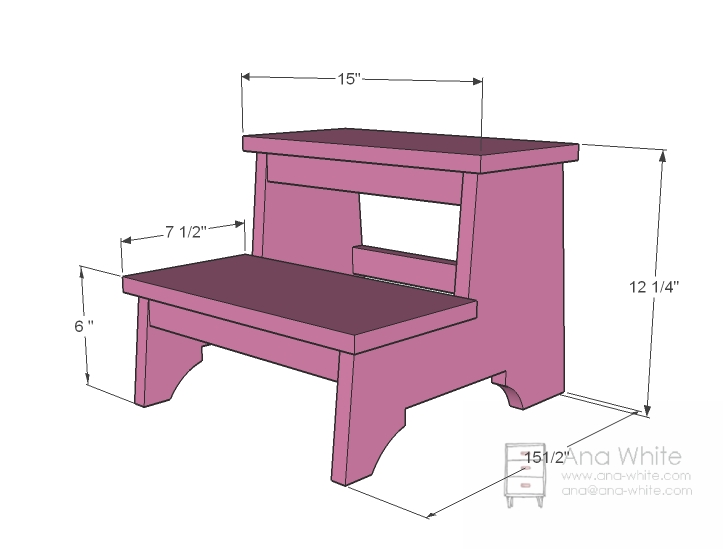 15"
7 1/2"
12 1/4"
6 "
151/2"
Ana White
www.ana-white.com
ana@ana-white.com